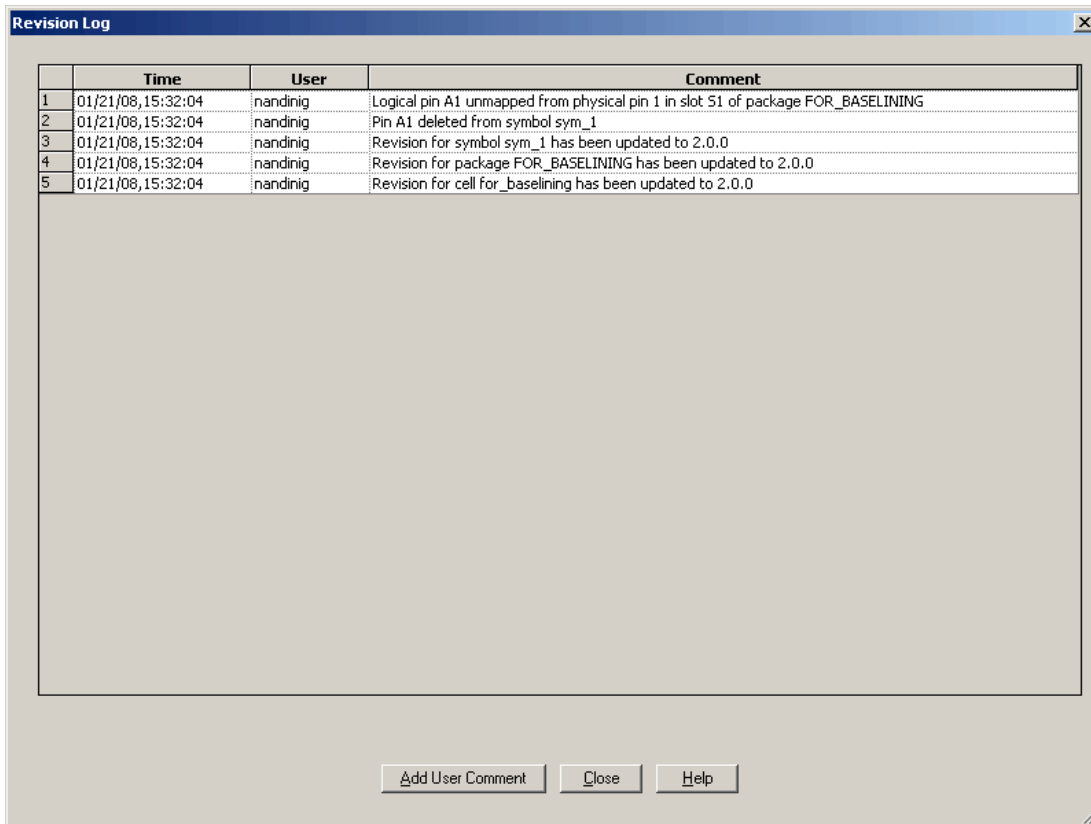 Revision Log
Time User Comment
1 01/21/08,15:32:04 nandinig Logical pin A1 unmapped from physical pin 1 in slot S1 of package FOR_BASELINING
2 01/21/08,15:32:04 nandinig Pin A1 deleted from symbol sym_1
3 01/21/08,15:32:04 nandinig Revision for symbol sym_1 has been updated to 2.0.0
4 01/21/08,15:32:04 nandinig Revision for package FOR_BASELINING has been updated to 2.0.0
5 01/21/08,15:32:04 nandinig Revision for cell for_baselining has been updated to 2.0.0
Add User Comment Close Help